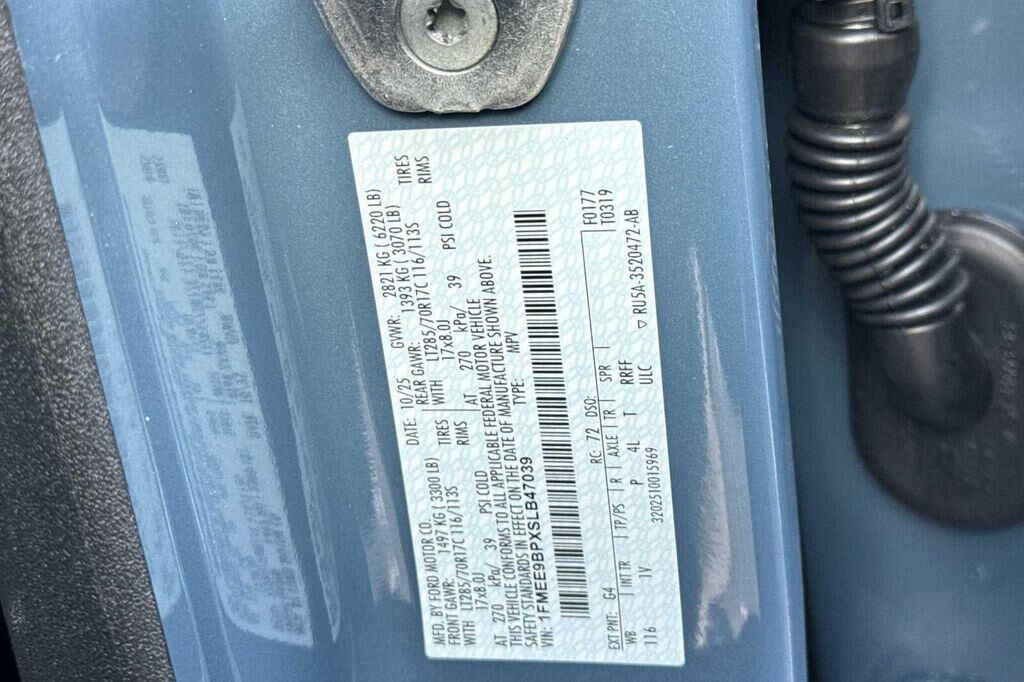 MFD. BY FORD MOTOR CO. DATE: 10/25 GVWR: 2821 KG ( 6220 LB)
FRONT GAWR: 1497 KG ( 3300 LB) REAR GAWR: 1393 KG ( 3070 LB)
WITH LT285/70R17C 116/113S TIRES WITH LT285/70R17C 116/113S TIRES
17x8.0J RIMS 17x8.0J RIMS
AT 270 kPa/ 39 PSI COLD AT 270 kPa/ 39 PSI COLD
THIS VEHICLE CONFORMS TO ALL APPLICABLE FEDERAL MOTOR VEHICLE
SAFETY STANDARDS IN EFFECT ON THE DATE OF MANUFACTURE SHOWN ABOVE.
VIN: 1FMEE9BPXSLB47039 TYPE: MPV
F0177
EXT PNT: G4 RC: 72 DSO: T0319
WB INT TR TP/PS R AXLE TR SPR
116 1V P 4L T RRFF
3202510015969 ULC ▽ RU5A-3520472-AB